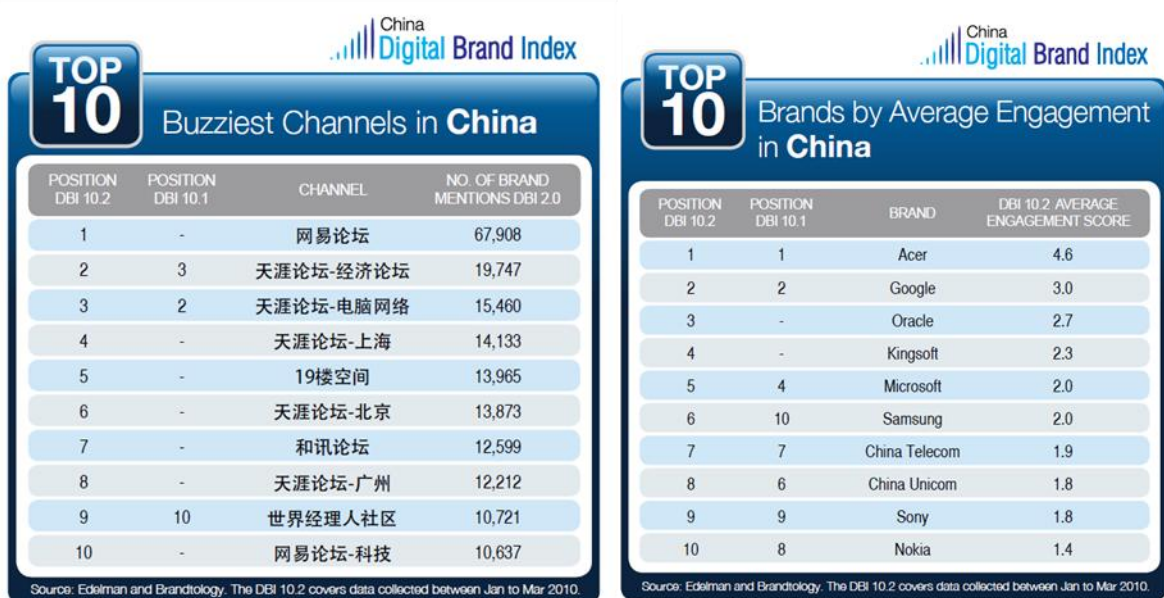 China
Digital Brand Index
TOP
10
Buzziest Channels in China
POSITION DBI 10.2 POSITION DBI 10.1 CHANNEL NO. OF BRAND MENTIONS DBI 2.0
1 - 网易论坛 67,908
2 3 天涯论坛-经济论坛 19,747
3 2 天涯论坛-电脑网络 15,460
4 - 天涯论坛-上海 14,133
5 - 19楼空间 13,965
6 - 天涯论坛-北京 13,873
7 - 和讯论坛 12,599
8 - 天涯论坛-广州 12,212
9 10 世界经理人社区 10,721
10 - 网易论坛-科技 10,637
Source: Edelman and Brandtology. The DBI 10.2 covers data collected between Jan to Mar 2010.
China
Digital Brand Index
TOP
10
Brands by Average Engagement
in China
POSITION DBI 10.2 POSITION DBI 10.1 BRAND DBI 10.2 AVERAGE ENGAGEMENT SCORE
1 1 Acer 4.6
2 2 Google 3.0
3 - Oracle 2.7
4 - Kingsoft 2.3
5 4 Microsoft 2.0
6 10 Samsung 2.0
7 7 China Telecom 1.9
8 6 China Unicom 1.8
9 9 Sony 1.8
10 8 Nokia 1.4
Source: Edelman and Brandtology. The DBI 10.2 covers data collected between Jan to Mar 2010.